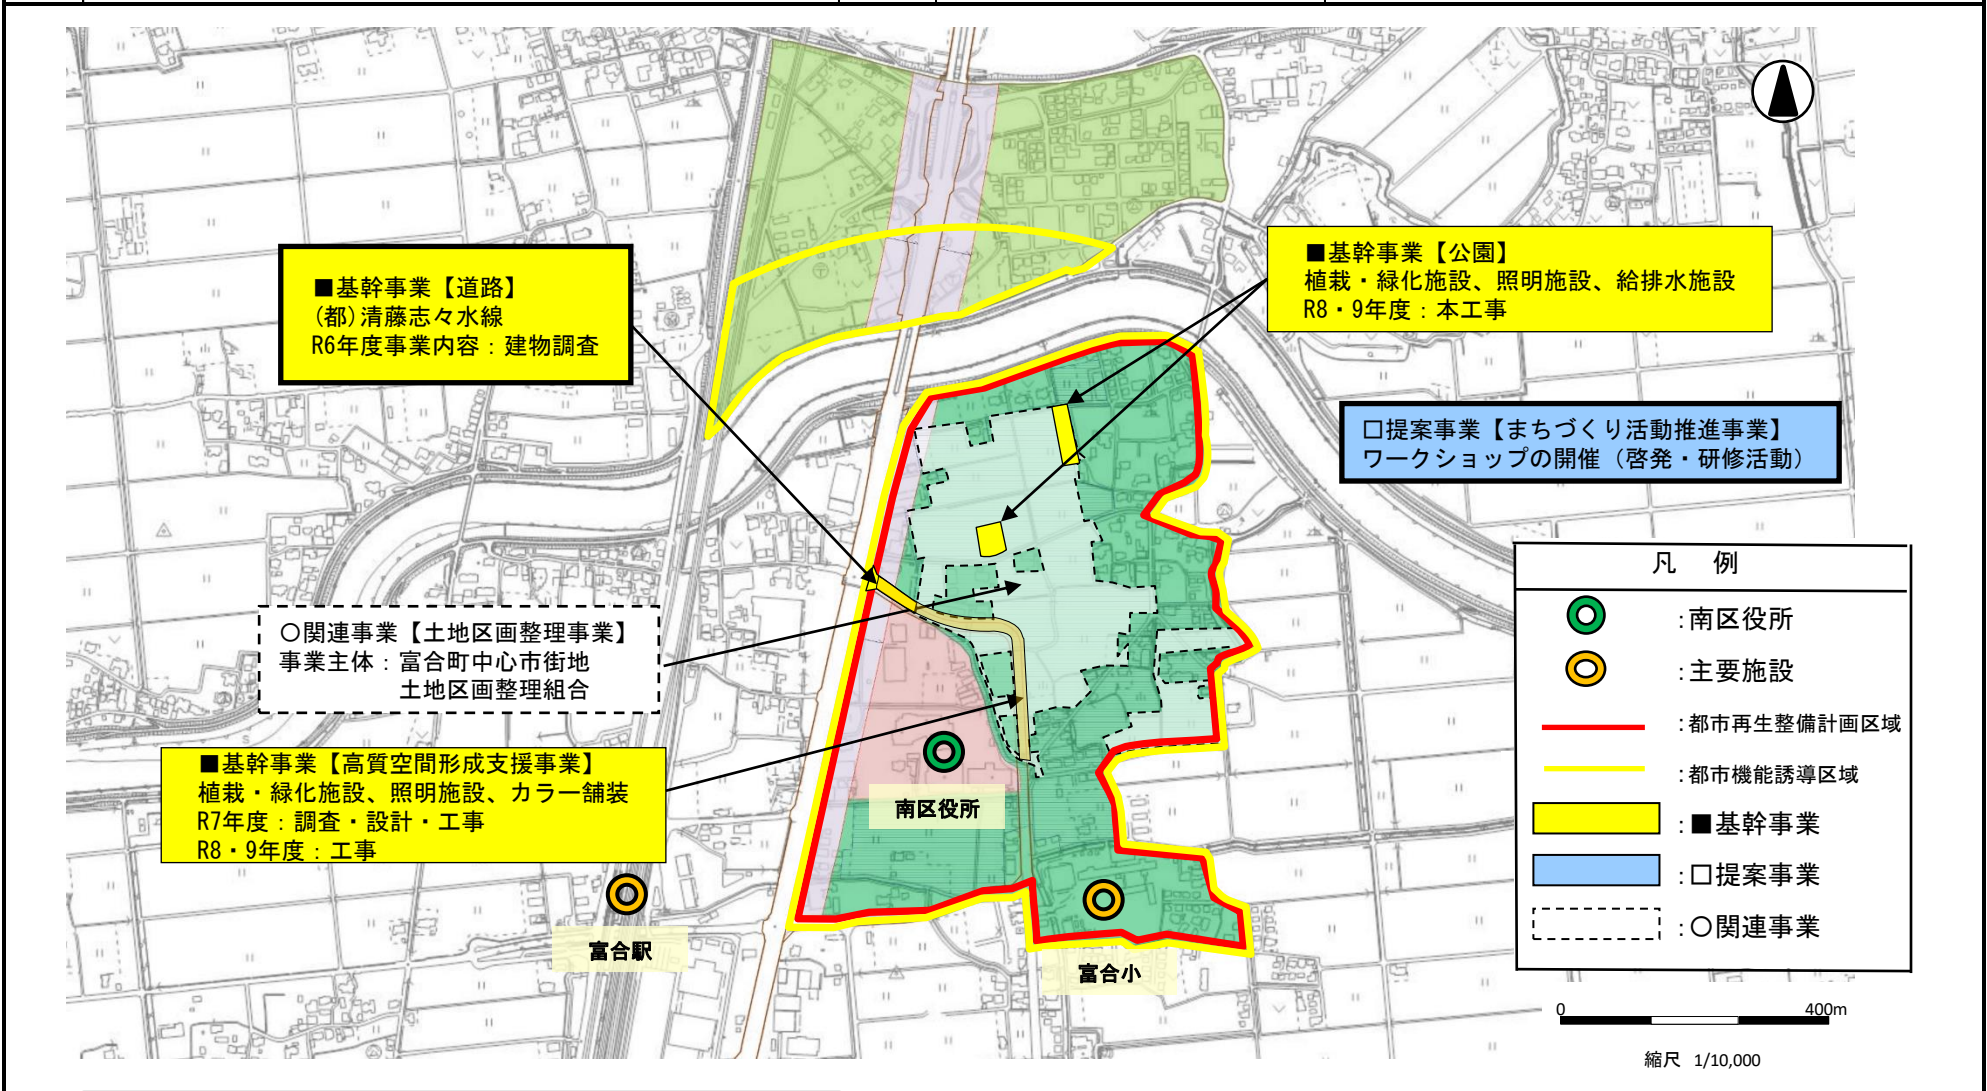 ■基幹事業【道路】
(都)清藤志々水線
R6年度事業内容：建物調査
■基幹事業【公園】
植栽・緑化施設、照明施設、給排水施設
R8・9年度：本工事
□提案事業【まちづくり活動推進事業】
ワークショップの開催（啓発・研修活動）
○関連事業【土地区画整理事業】
事業主体：富合町中心市街地
土地区画整理組合
■基幹事業【高質空間形成支援事業】
植栽・緑化施設、照明施設、カラー舗装
R7年度：調査・設計・工事
R8・9年度：工事
南区役所
富合駅
富合小
凡 例
：南区役所
：主要施設
：都市再生整備計画区域
：都市機能誘導区域
：■基幹事業
：□提案事業
：○関連事業
0 400m
縮尺 1/10,000